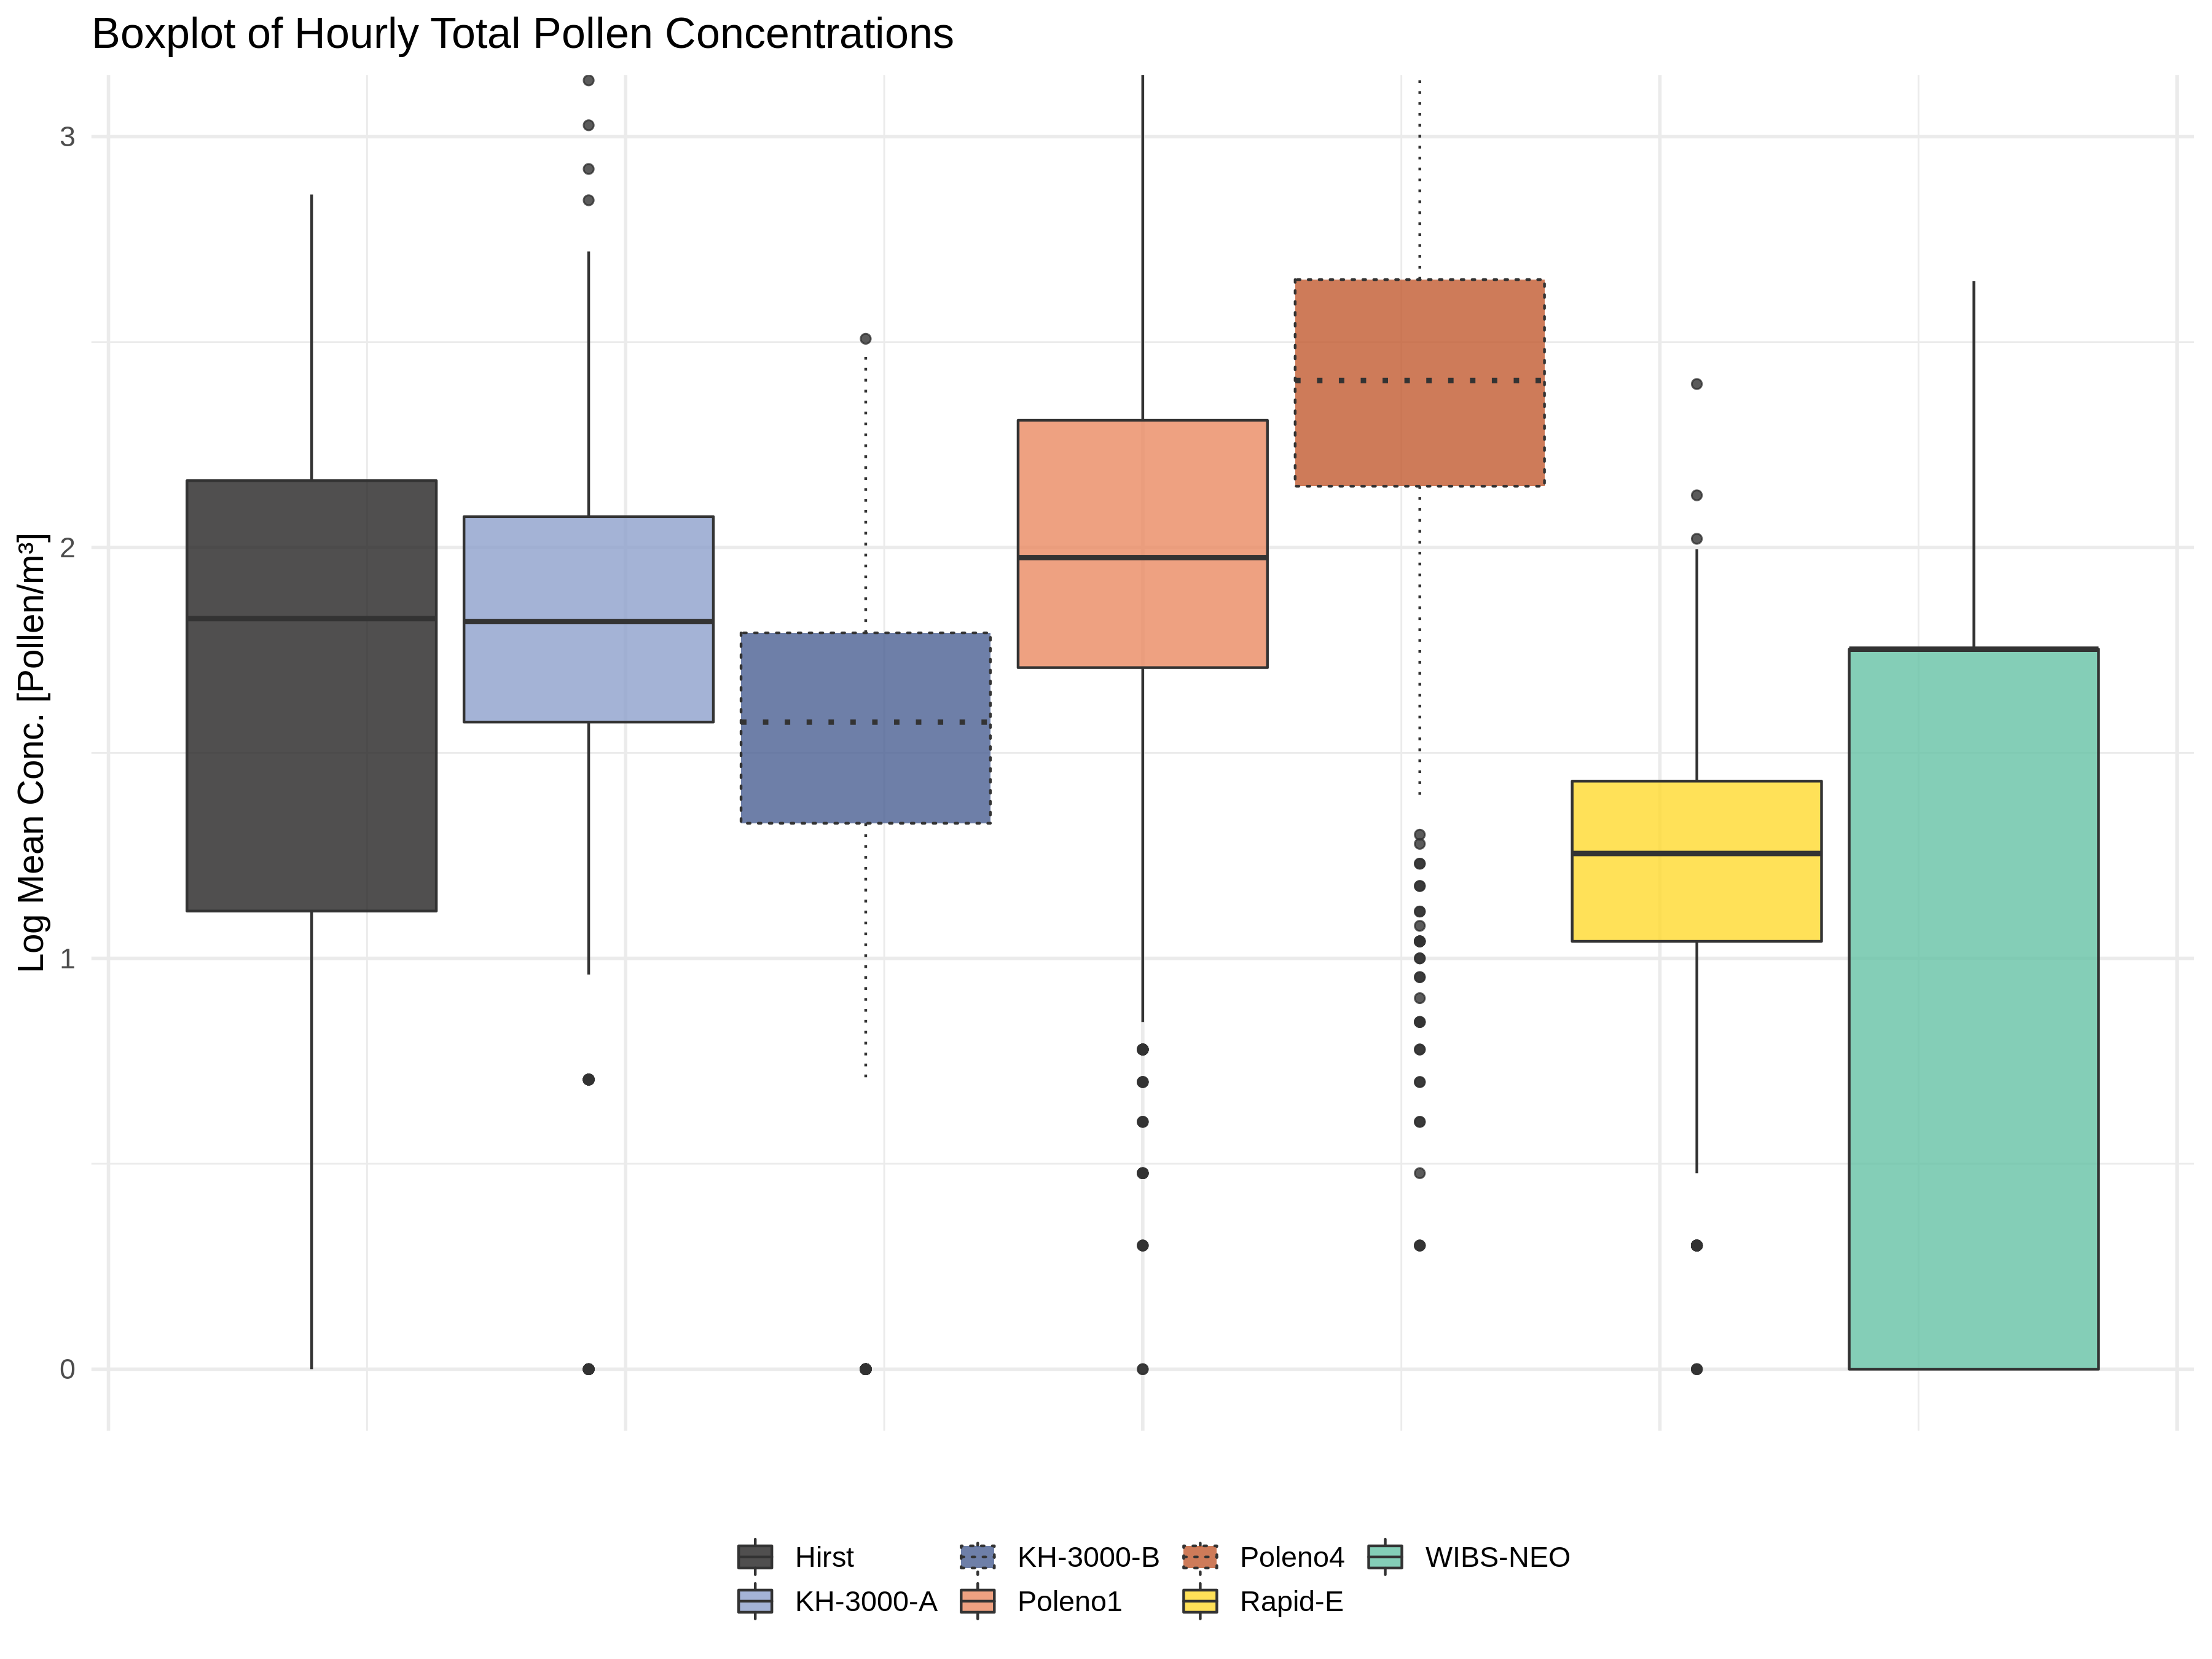 Boxplot of Hourly Total Pollen Concentrations
Log Mean Conc. [Pollen/m³]
3
2
1
0
Hirst KH-3000-B Poleno4 WIBS-NEO
KH-3000-A Poleno1 Rapid-E